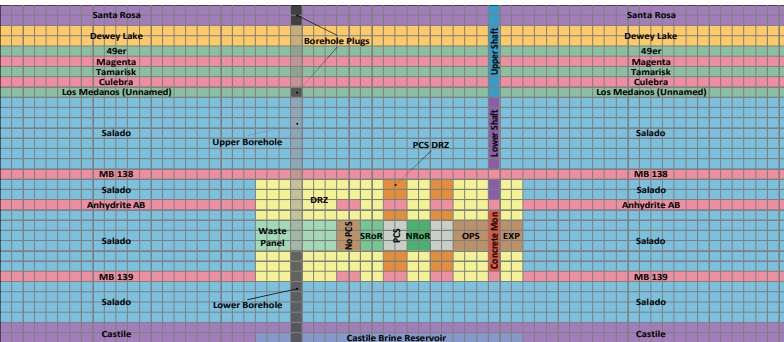 Santa Rosa
Santa Rosa
Dewey Lake
Dewey Lake
Borehole Plugs
Upper Shaft
49er
49er
Magenta
Magenta
Tamarisk
Tamarisk
Culebra
Culebra
Los Medanos (Unnamed)
Los Medanos (Unnamed)
Salado
Upper Borehole
PCS DRZ
Lower Shaft
Salado
MB 138
MB 138
Salado
DRZ
Salado
Anhydrite AB
Anhydrite AB
Salado
Waste
Panel
No PCS
SRoR
PCS
NRoR
OPS
Concrete Mon
EXP
Salado
MB 139
MB 139
Salado
Lower Borehole
Salado
Castile
Castile Brine Reservoir
Castile